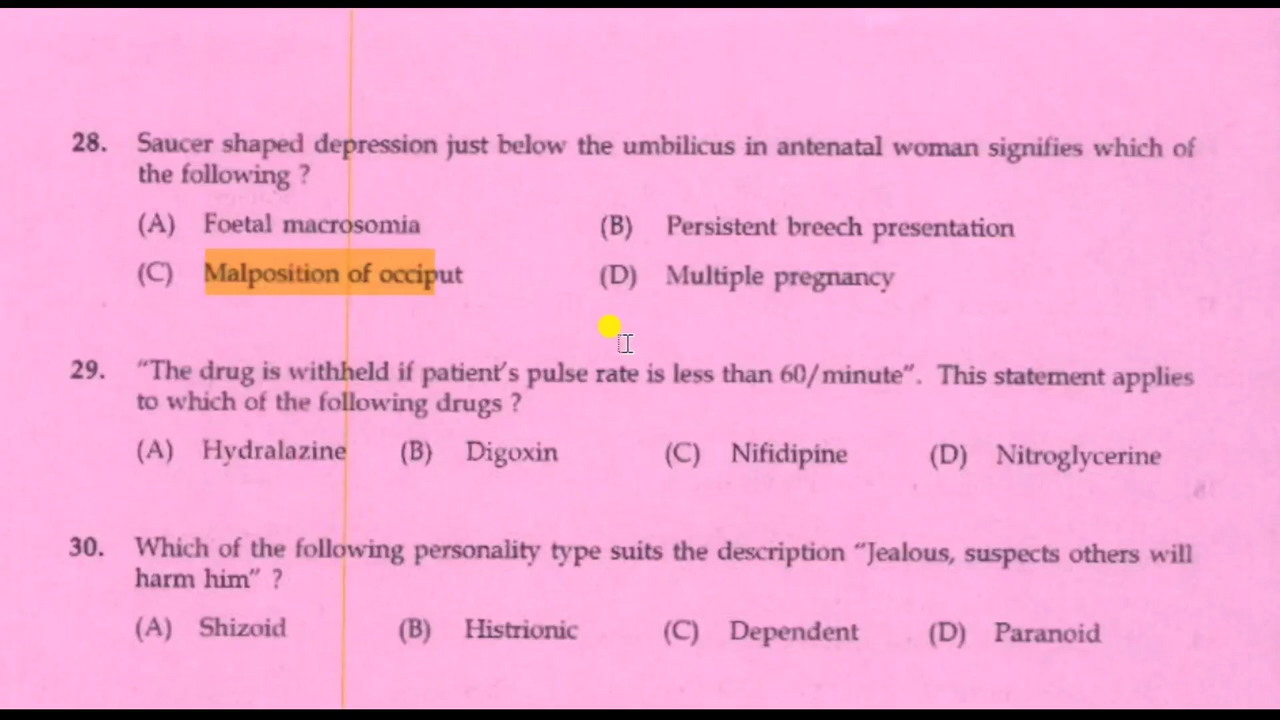 28. Saucer shaped depression just below the umbilicus in antenatal woman signifies which of
the following ?
(A) Foetal macrosomia (B) Persistent breech presentation
(C) Malposition of occiput (D) Multiple pregnancy
29. “The drug is withheld if patient’s pulse rate is less than 60/minute”. This statement applies
to which of the following drugs ?
(A) Hydralazine (B) Digoxin (C) Nifidipine (D) Nitroglycerine
30. Which of the following personality type suits the description “Jealous, suspects others will
harm him” ?
(A) Shizoid (B) Histrionic (C) Dependent (D) Paranoid